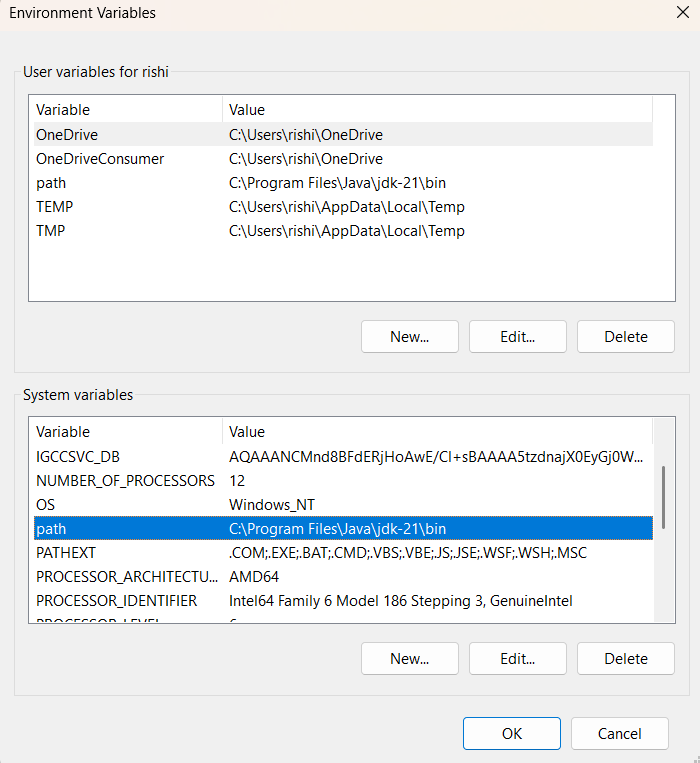 Environment Variables
User variables for rishi
Variable Value
OneDrive C:\Users\rishi\OneDrive
OneDriveConsumer C:\Users\rishi\OneDrive
path C:\Program Files\Java\jdk-21\bin
TEMP C:\Users\rishi\AppData\Local\Temp
TMP C:\Users\rishi\AppData\Local\Temp
New... Edit... Delete
System variables
Variable Value
IGCCSVC_DB AQAAANCMnd8BFdERjHoAwE/Cl+sBAAAA5tzdnajX0EyGj0W...
NUMBER_OF_PROCESSORS 12
OS Windows_NT
path C:\Program Files\Java\jdk-21\bin
PATHEXT .COM;.EXE;.BAT;.CMD;.VBS;.VBE;.JS;.JSE;.WSF;.WSH;.MSC
PROCESSOR_ARCHITECTU... AMD64
PROCESSOR_IDENTIFIER Intel64 Family 6 Model 186 Stepping 3, GenuineIntel
PROCESSOR_LEVEL 6
New... Edit... Delete
OK Cancel